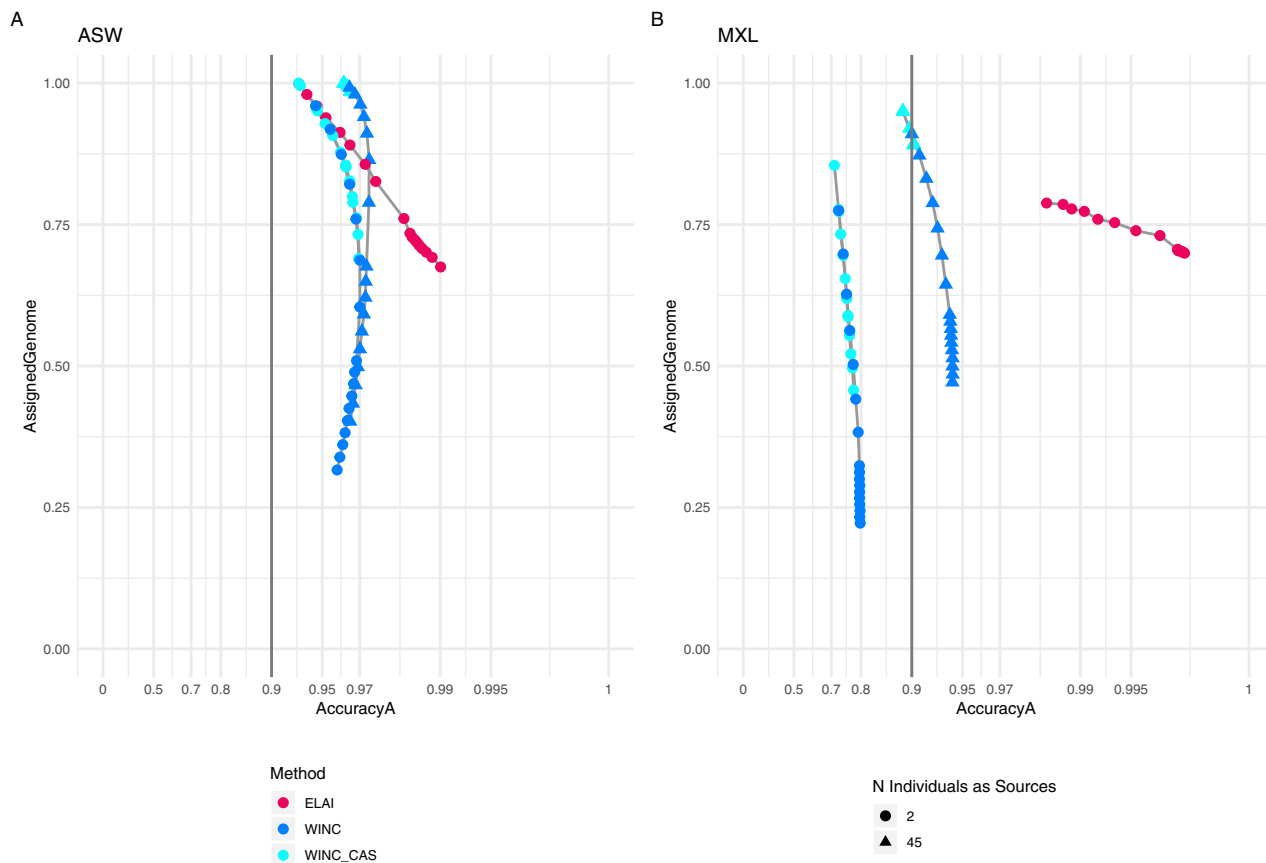 A
ASW
1.00
0.75
0.50
0.25
0.00
AssignedGenome
0 0.5 0.7 0.8 0.9 0.95 0.97 0.99 0.995 1
AccuracyA
B
MXL
1.00
0.75
0.50
0.25
0.00
AssignedGenome
0 0.5 0.7 0.8 0.9 0.95 0.97 0.99 0.995 1
AccuracyA
Method
ELAI
WINC
WINC_CAS
N Individuals as Sources
2
45